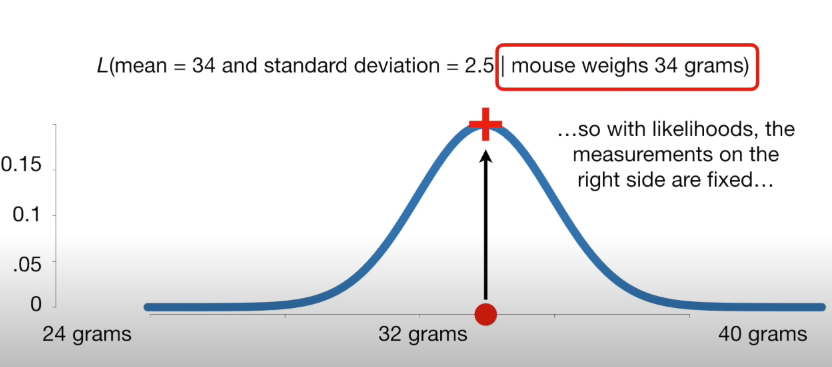 L(mean = 34 and standard deviation = 2.5 | mouse weighs 34 grams)
…so with likelihoods, the
measurements on the
right side are fixed…
0.15
0.1
.05
0
24 grams
32 grams
40 grams